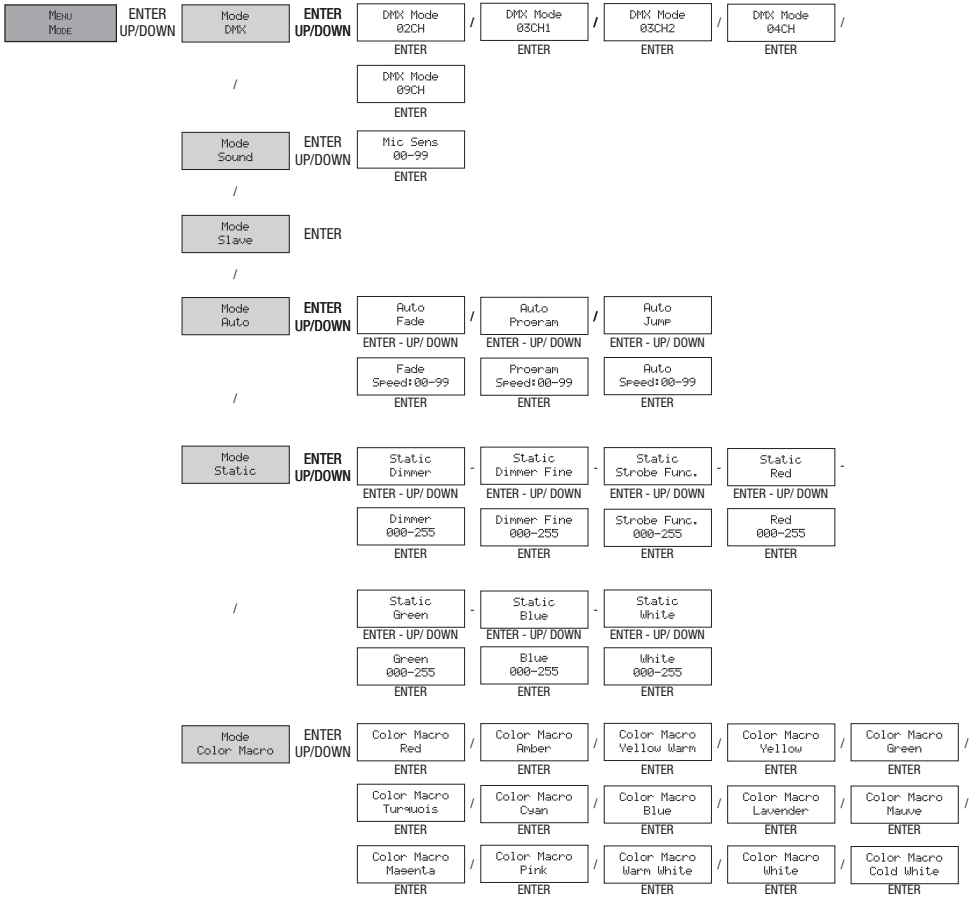 Menu Mode ENTER UP/DOWN Mode DMX ENTER UP/DOWN DMX Mode 02CH / DMX Mode 03CH1 / DMX Mode 03CH2 / DMX Mode 04CH /
ENTER ENTER ENTER ENTER
/ DMX Mode 09CH
ENTER
Mode Sound ENTER UP/DOWN Mic Sens 00-99
ENTER
/
Mode Slave ENTER
/
Mode Auto ENTER UP/DOWN Auto Fade / Auto Program / Auto Jump
ENTER - UP/ DOWN ENTER - UP/ DOWN ENTER - UP/ DOWN
Fade Speed:00-99 Program Speed:00-99 Auto Speed:00-99
/ ENTER ENTER ENTER
Mode Static ENTER UP/DOWN Static Dimmer - Static Dimmer Fine - Static Strobe Func. - Static Red -
ENTER - UP/ DOWN ENTER - UP/ DOWN ENTER - UP/ DOWN ENTER - UP/ DOWN
Dimmer 000-255 Dimmer Fine 000-255 Strobe Func. 000-255 Red 000-255
ENTER ENTER ENTER ENTER
/ Static Green - Static Blue - Static White
ENTER - UP/ DOWN ENTER - UP/ DOWN ENTER - UP/ DOWN
Green 000-255 Blue 000-255 White 000-255
ENTER ENTER ENTER
Mode Color Macro ENTER UP/DOWN Color Macro Red / Color Macro Amber / Color Macro Yellow Warm / Color Macro Yellow / Color Macro Green /
ENTER ENTER ENTER ENTER ENTER
Color Macro Turquois / Color Macro Cyan / Color Macro Blue / Color Macro Lavender / Color Macro Mauve /
ENTER ENTER ENTER ENTER ENTER
Color Macro Magenta / Color Macro Pink / Color Macro Warm White / Color Macro White / Color Macro Cold White
ENTER ENTER ENTER ENTER ENTER